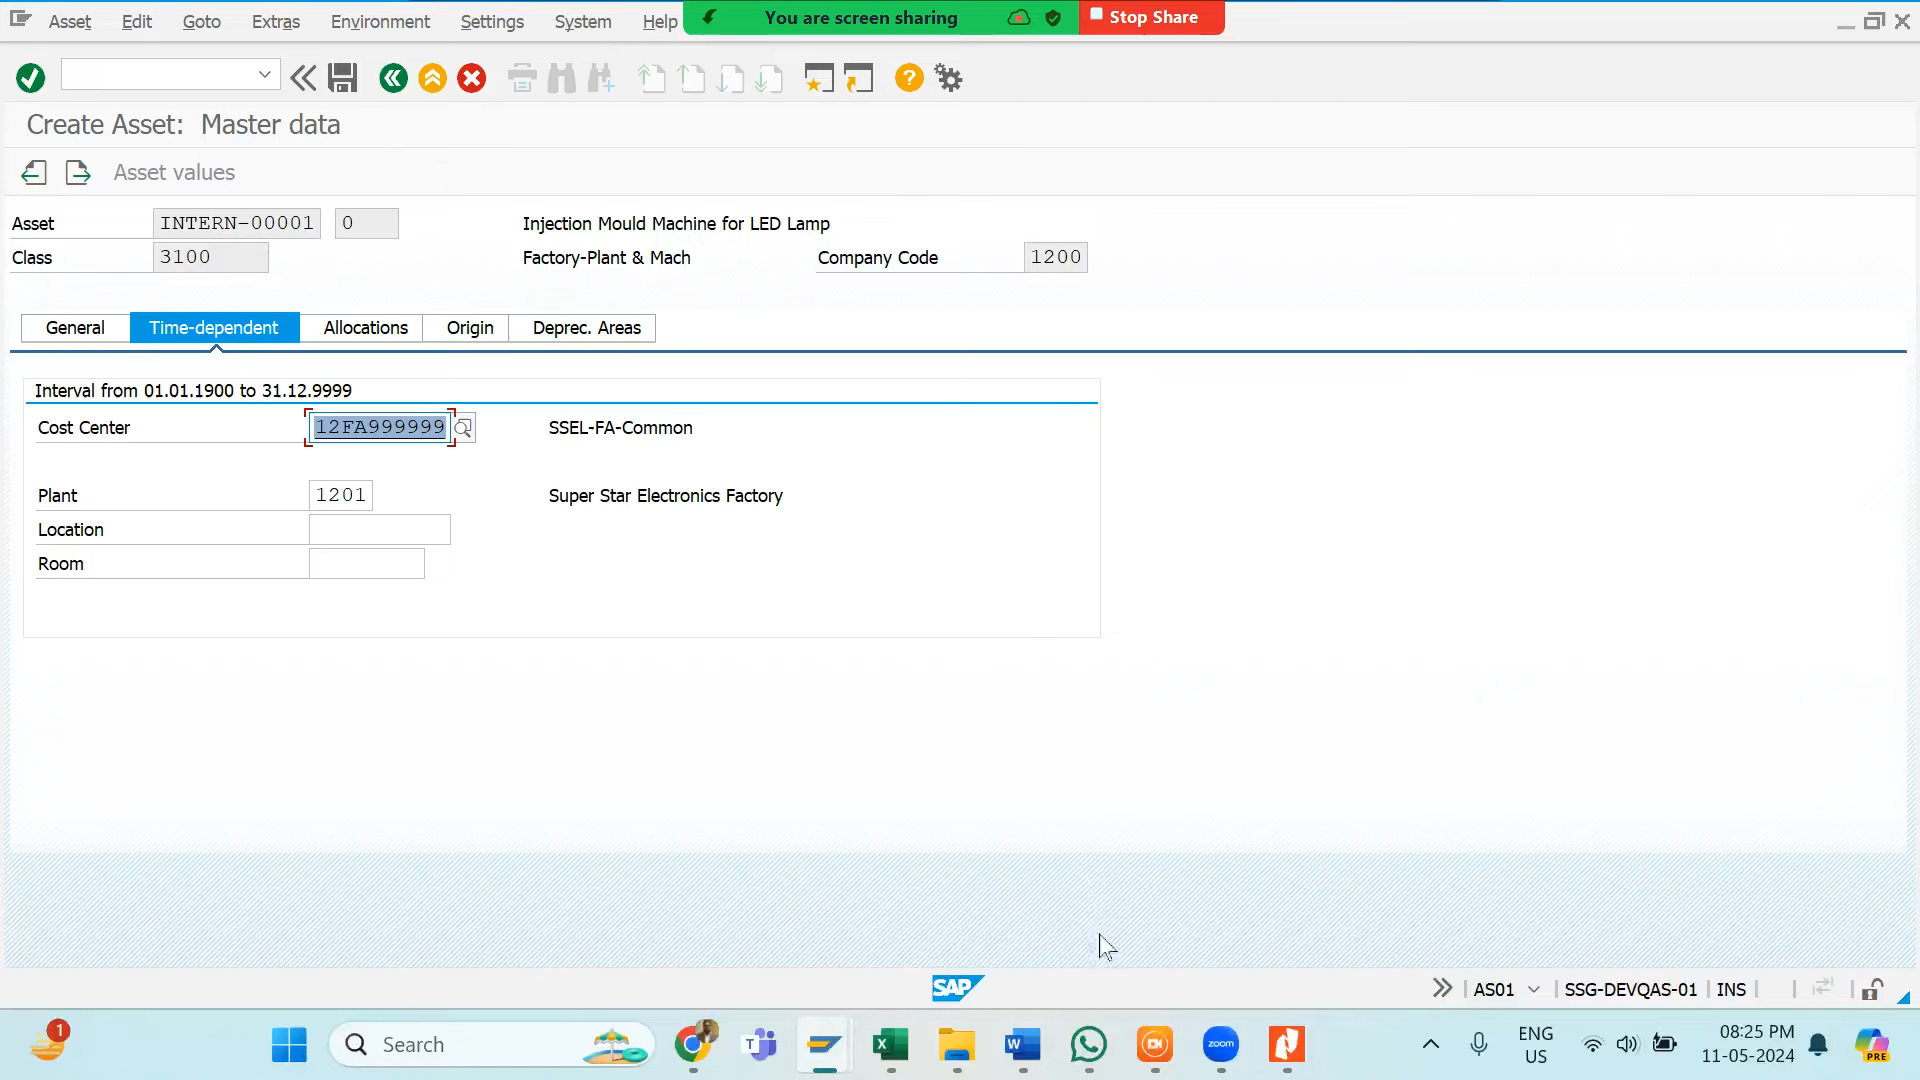 Asset Edit Goto Extras Environment Settings System Help You are screen sharing Stop Share
Create Asset: Master data
Asset values
Asset INTERN-00001 0 Injection Mould Machine for LED Lamp
Class 3100 Factory-Plant & Mach Company Code 1200
General Time-dependent Allocations Origin Deprec. Areas
Interval from 01.01.1900 to 31.12.9999
Cost Center 12FA999999 SSEL-FA-Common
Plant 1201 Super Star Electronics Factory
Location
Room
SAP AS01 SSG-DEVQAS-01 INS
1 Search zoom ENG 08:25 PM
US 11-05-2024 PRE